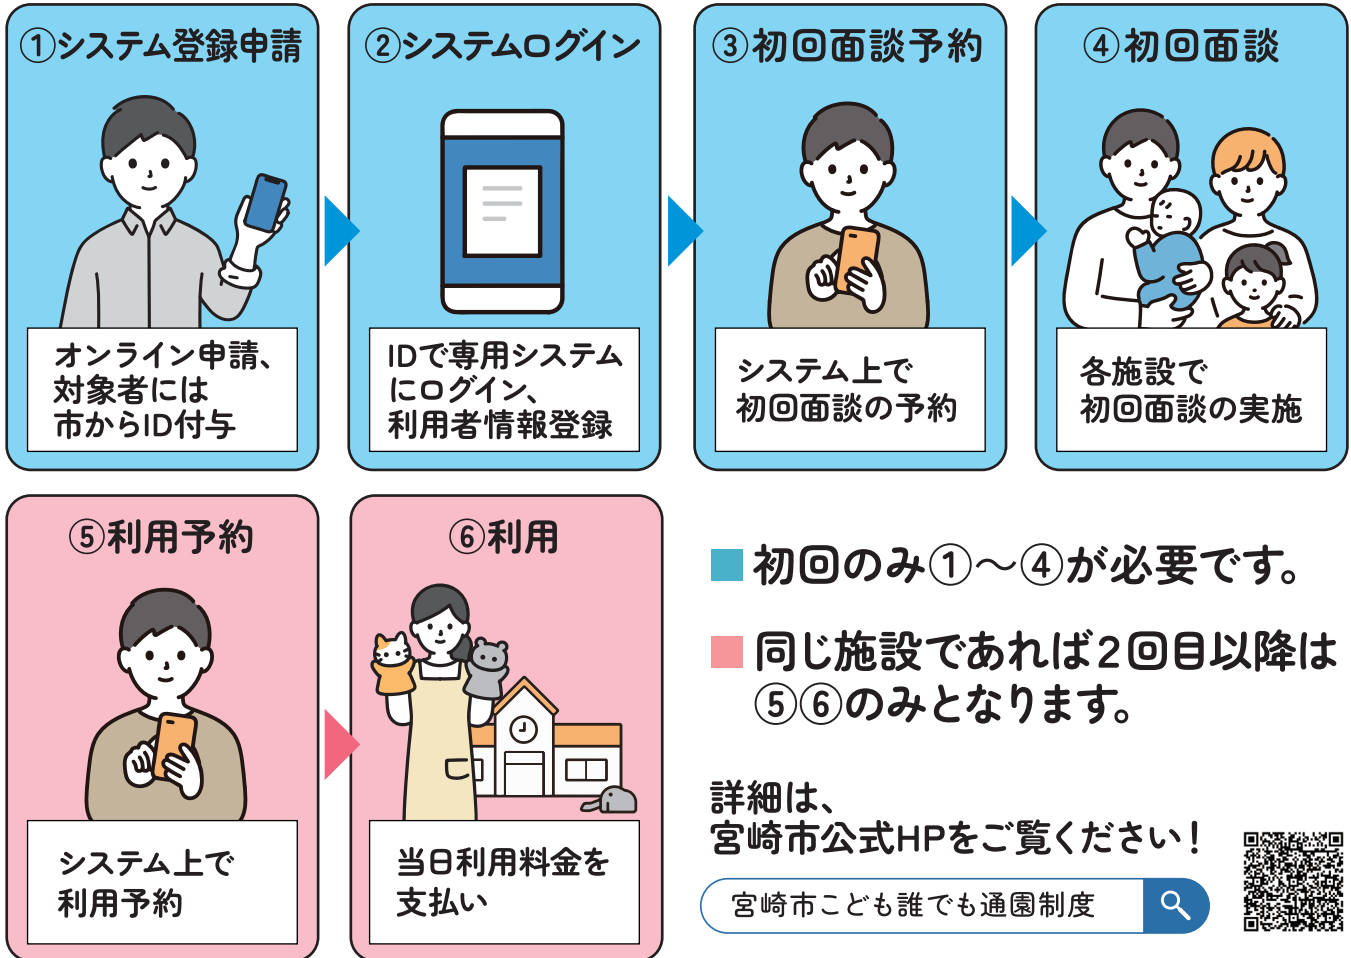 ①システム登録申請
オンライン申請、
対象者には
市からID付与
②システムログイン
IDで専用システム
にログイン、
利用者情報登録
③初回面談予約
システム上で
初回面談の予約
④初回面談
各施設で
初回面談の実施
⑤利用予約
システム上で
利用予約
⑥利用
当日利用料金を
支払い
初回のみ①～④が必要です。
同じ施設であれば2回目以降は
⑤⑥のみとなります。
詳細は、
宮崎市公式HPをご覧ください！
宮崎市こども誰でも通園制度